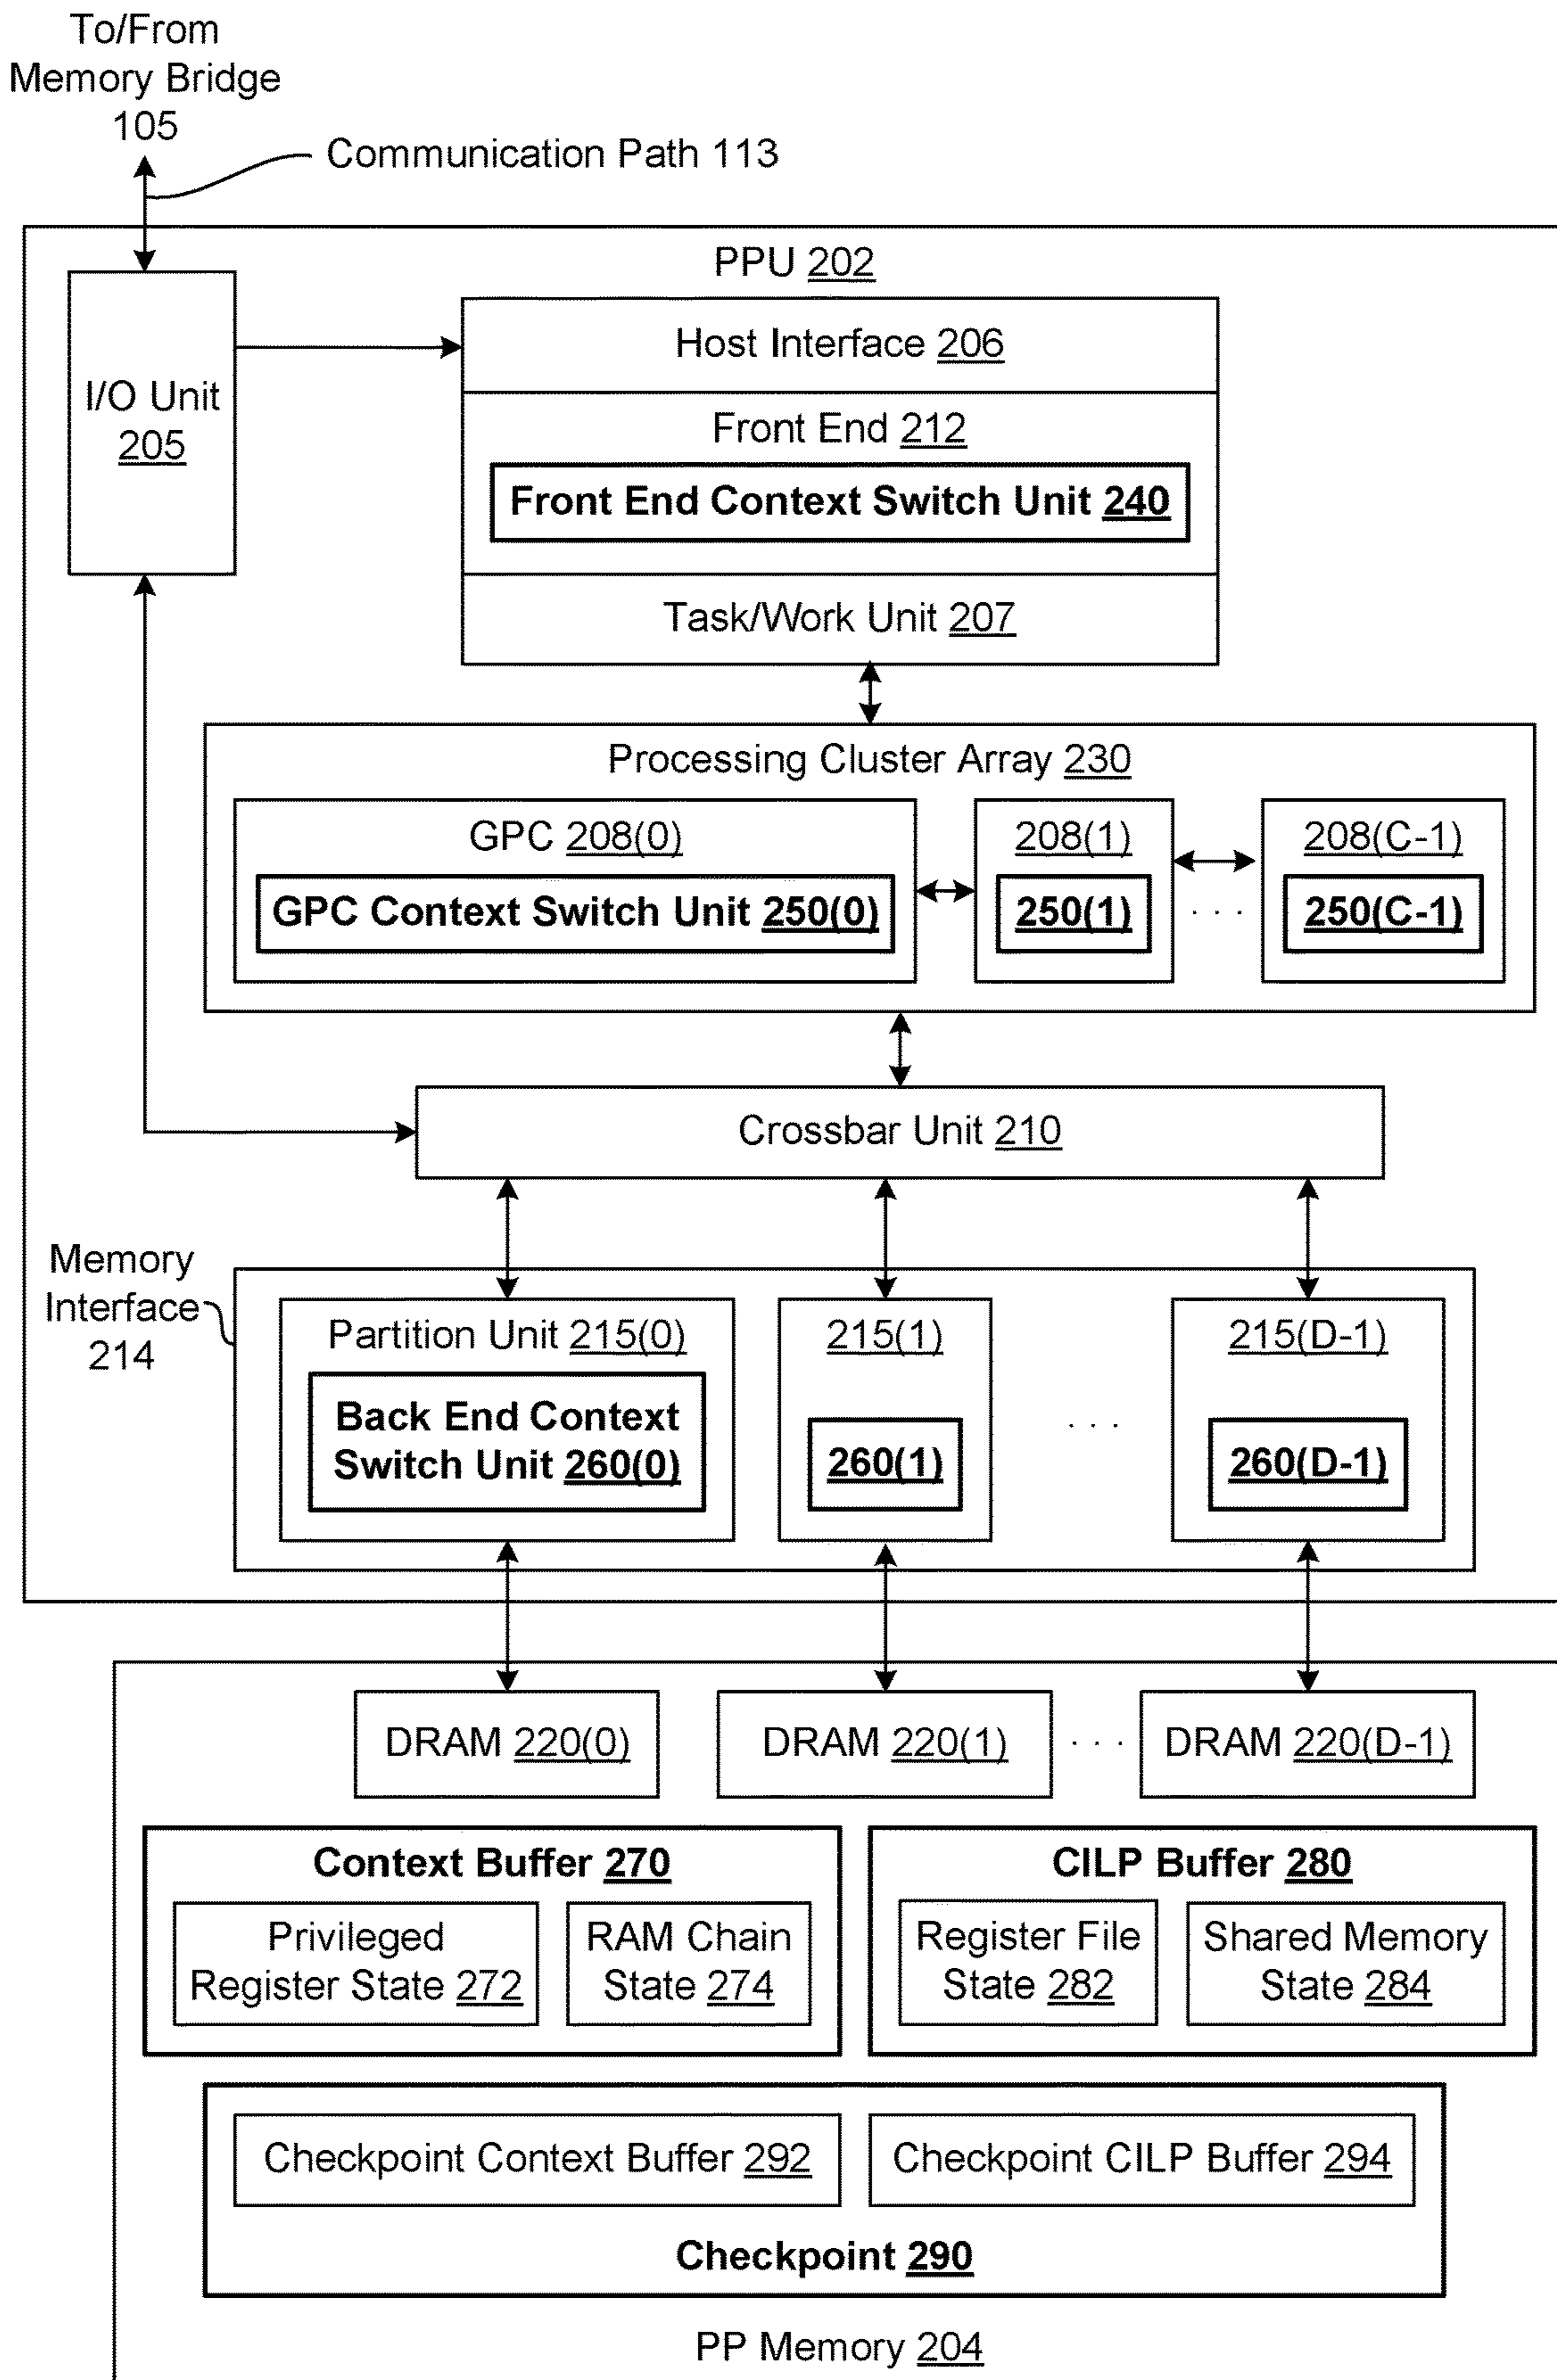 To/From
Memory Bridge
105
Communication Path 113
PPU 202
I/O Unit
205
Host Interface 206
Front End 212
Front End Context Switch Unit 240
Task/Work Unit 207
Processing Cluster Array 230
GPC 208(0)
GPC Context Switch Unit 250(0)
208(1)
250(1)
. . .
208(C-1)
250(C-1)
Crossbar Unit 210
Memory
Interface
214
Partition Unit 215(0)
Back End Context
Switch Unit 260(0)
215(1)
260(1)
. . .
215(D-1)
260(D-1)
DRAM 220(0)
DRAM 220(1)
. . .
DRAM 220(D-1)
Context Buffer 270
Privileged
Register State 272
RAM Chain
State 274
CILP Buffer 280
Register File
State 282
Shared Memory
State 284
Checkpoint Context Buffer 292
Checkpoint CILP Buffer 294
Checkpoint 290
PP Memory 204